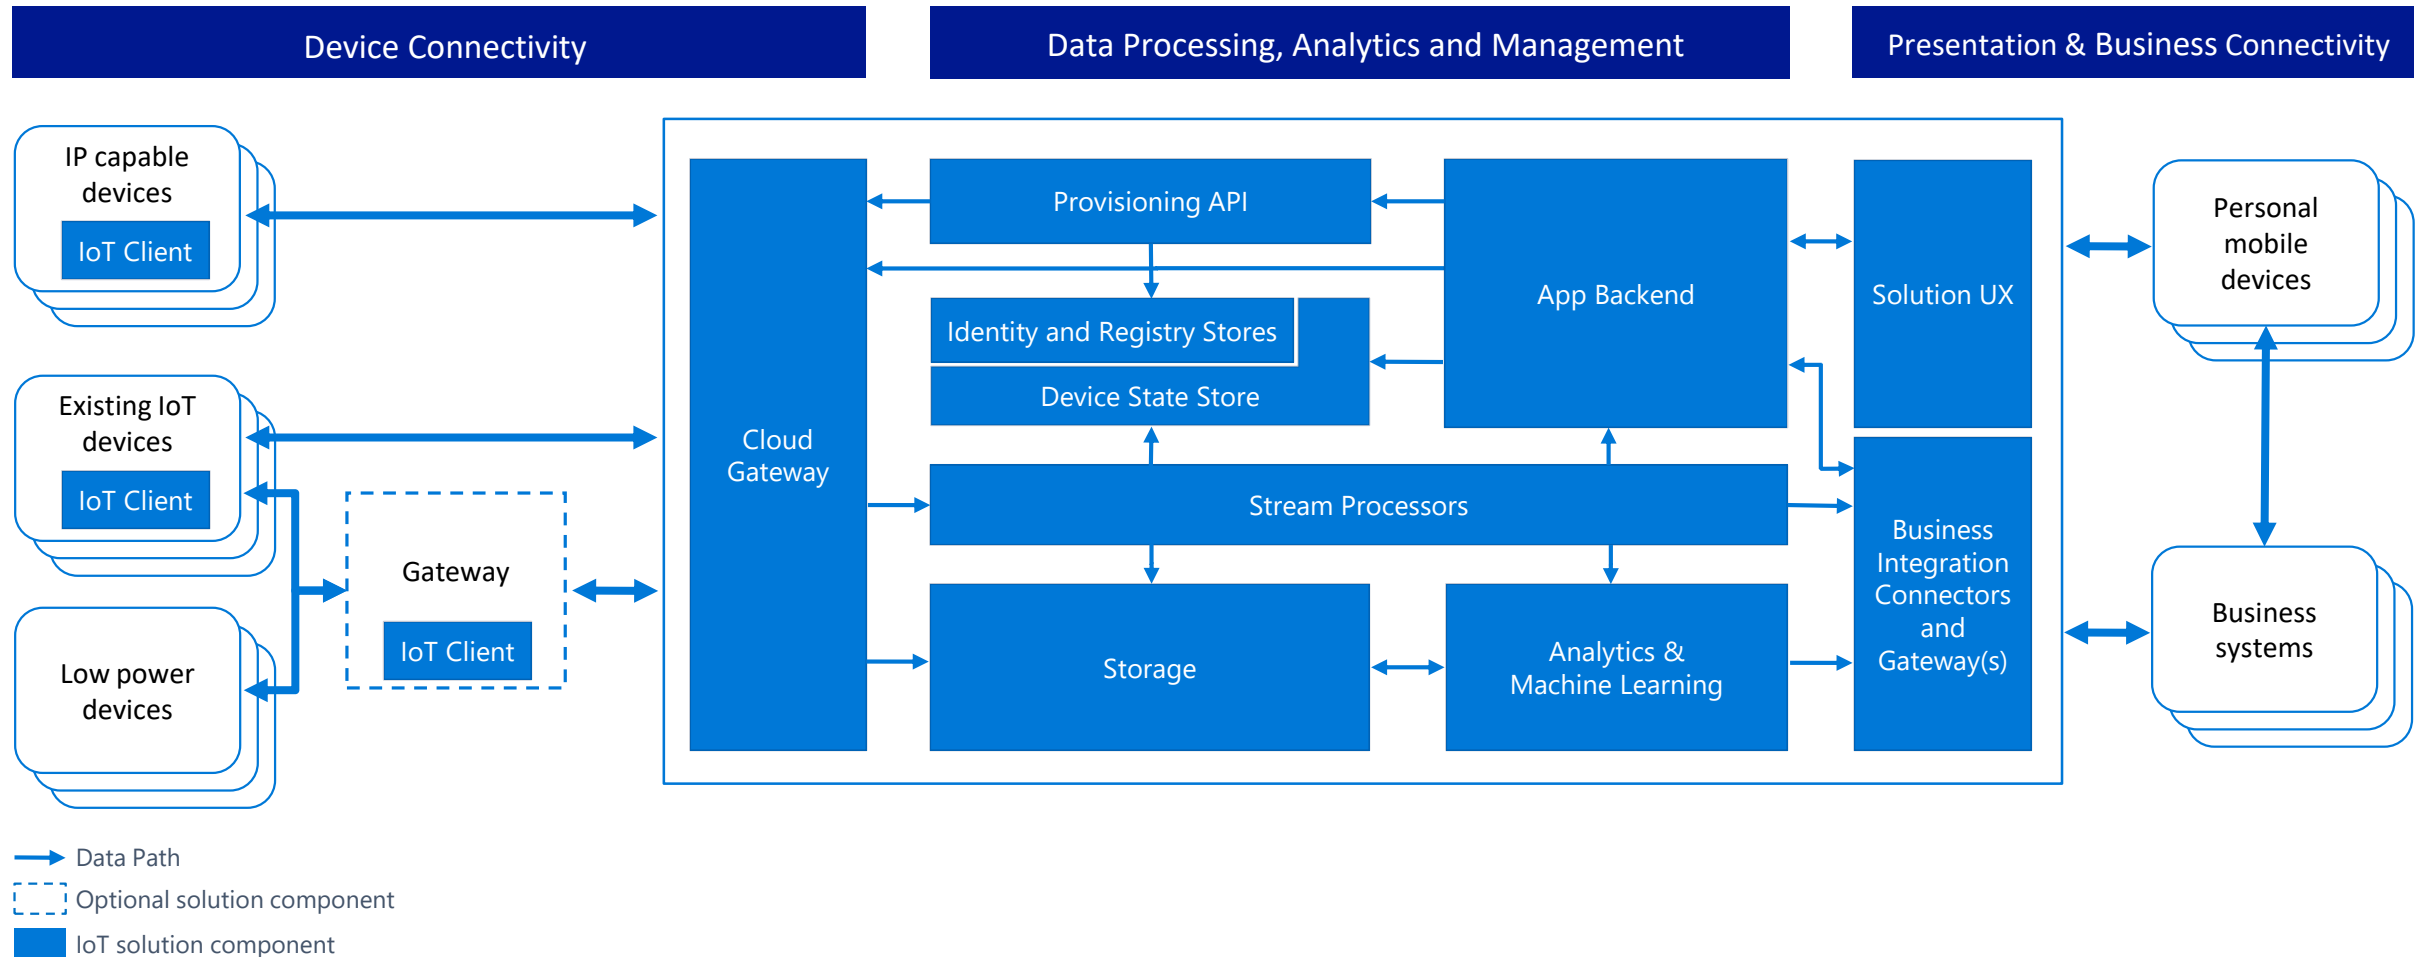 Device Connectivity
Data Processing, Analytics and Management
Presentation & Business Connectivity
IP capable
devices
IoT Client
Existing IoT
devices
IoT Client
Low power
devices
Gateway
IoT Client
Cloud
Gateway
Provisioning API
Identity and Registry Stores
Device State Store
App Backend
Stream Processors
Storage
Analytics &
Machine Learning
Solution UX
Business
Integration
Connectors
and
Gateway(s)
Personal
mobile
devices
Business
systems
Data Path
Optional solution component
IoT solution component